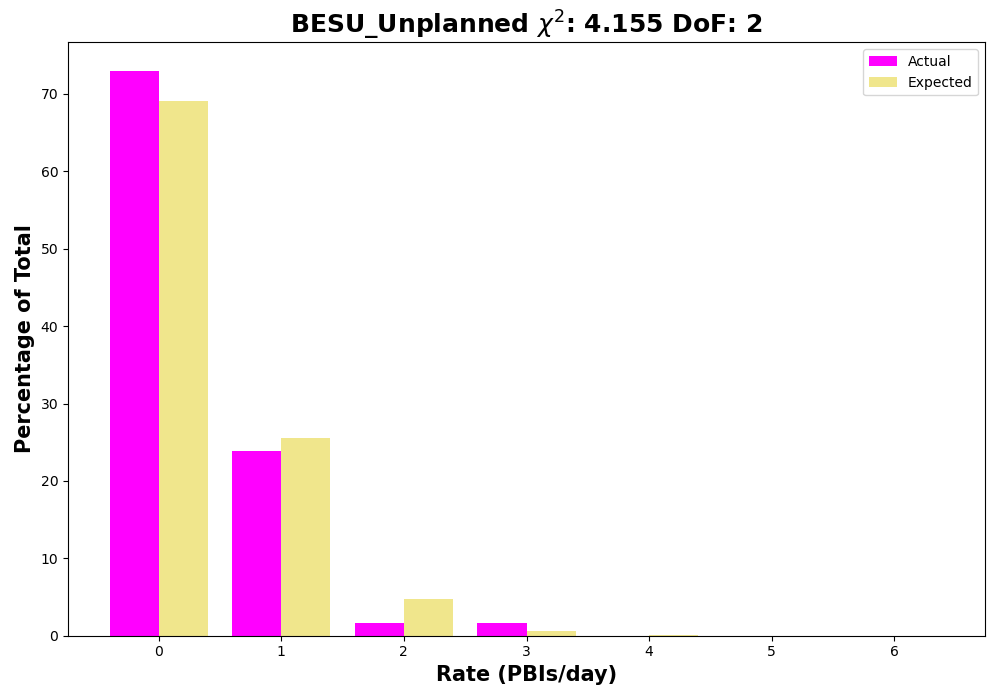 BESU_Unplanned χ²: 4.155 DoF: 2
Actual
Expected
Percentage of Total
70
60
50
40
30
20
10
0
0 1 2 3 4 5 6
Rate (PBIs/day)